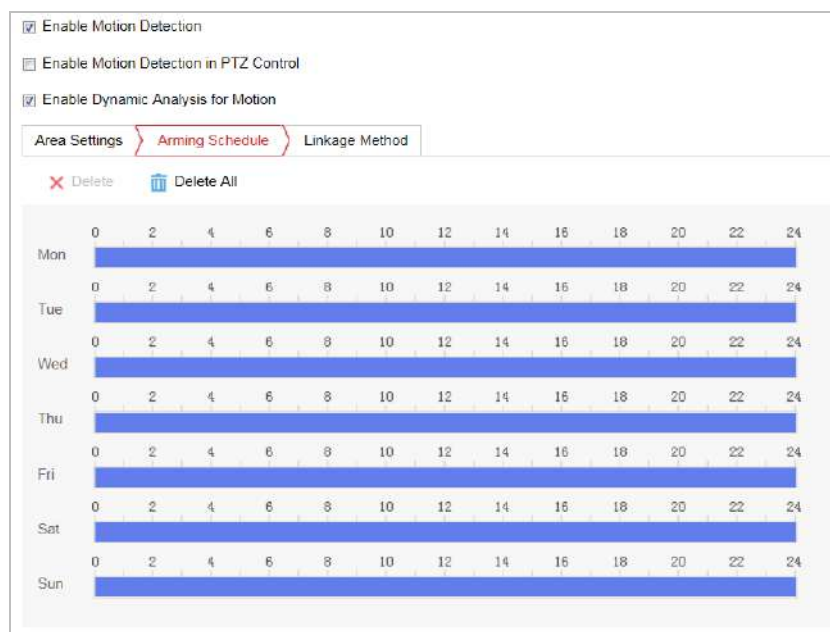 Enable Motion Detection
Enable Motion Detection in PTZ Control
Enable Dynamic Analysis for Motion
Area Settings Arming Schedule Linkage Method
Delete Delete All
0 2 4 6 8 10 12 14 16 18 20 22 24
Mon
0 2 4 6 8 10 12 14 16 18 20 22 24
Tue
0 2 4 6 8 10 12 14 16 18 20 22 24
Wed
0 2 4 6 8 10 12 14 16 18 20 22 24
Thu
0 2 4 6 8 10 12 14 16 18 20 22 24
Fri
0 2 4 6 8 10 12 14 16 18 20 22 24
Sat
0 2 4 6 8 10 12 14 16 18 20 22 24
Sun